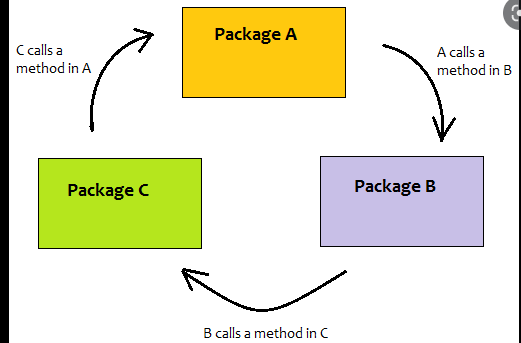 Package A
C calls a
method in A
A calls a
method in B
Package C
Package B
B calls a method in C